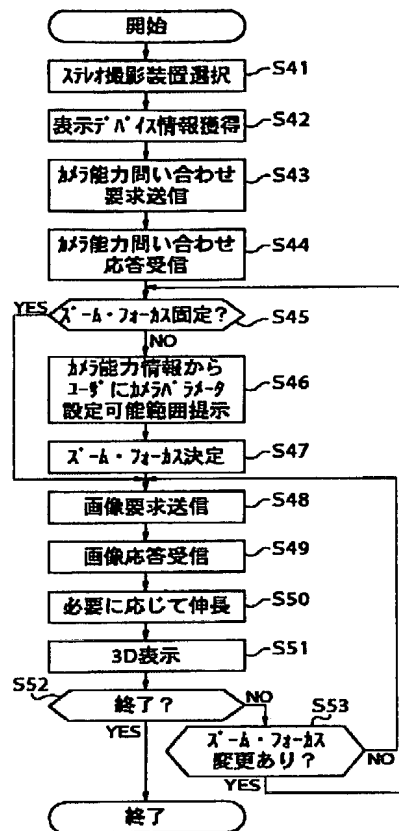 開始
ｽﾃﾚｵ撮影装置選択 S41
表示ﾃﾞﾊﾞｲｽ情報獲得 S42
ｶﾒﾗ能力問い合わせ
要求送信 S43
ｶﾒﾗ能力問い合わせ
応答受信 S44
YES
ｽﾞｰﾑ・ﾌｫｰｶｽ固定? S45
NO
ｶﾒﾗ能力情報から
ﾕｰｻﾞにｶﾒﾗﾊﾟﾗﾒｰﾀ
設定可能範囲提示 S46
ｽﾞｰﾑ・ﾌｫｰｶｽ決定 S47
画像要求送信 S48
画像応答受信 S49
必要に応じて伸長 S50
3D表示 S51
S52
終了?
NO
YES
S53
ｽﾞｰﾑ・ﾌｫｰｶｽ
変更あり?
NO
YES
終了